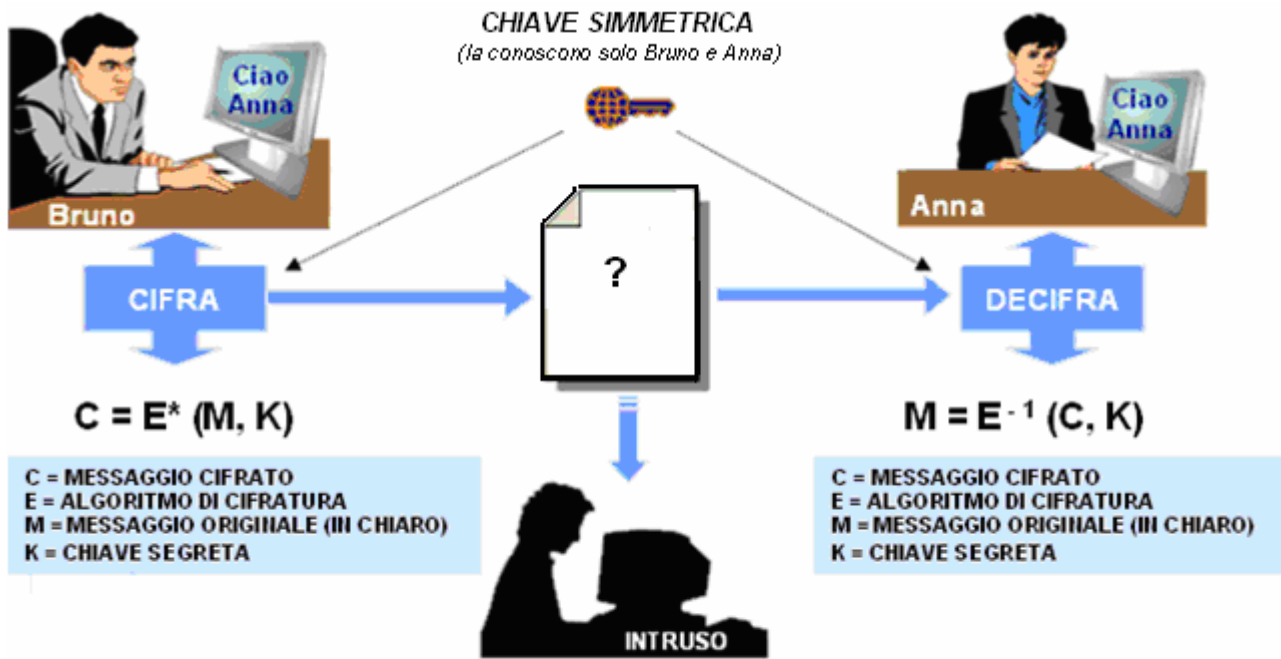 CHIAVE SIMMETRICA
(la conoscono solo Bruno e Anna)
Ciao
Anna
Bruno
Ciao
Anna
Anna
CIFRA
?
DECIFRA
C = E* (M, K)
M = E⁻¹ (C, K)
C = MESSAGGIO CIFRATO
E = ALGORITMO DI CIFRATURA
M = MESSAGGIO ORIGINALE (IN CHIARO)
K = CHIAVE SEGRETA
C = MESSAGGIO CIFRATO
E = ALGORITMO DI CIFRATURA
M = MESSAGGIO ORIGINALE (IN CHIARO)
K = CHIAVE SEGRETA
INTRUSO